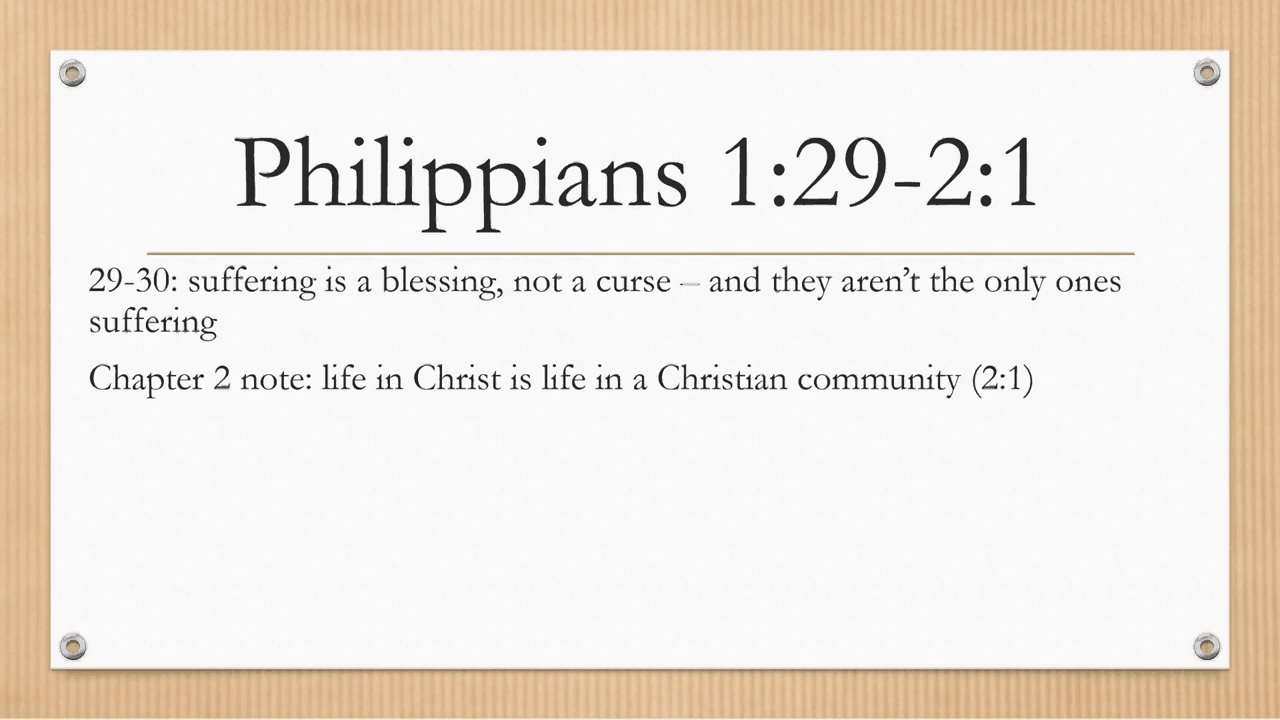 Philippians 1:29-2:1
29-30: suffering is a blessing, not a curse – and they aren’t the only ones
suffering
Chapter 2 note: life in Christ is life in a Christian community (2:1)